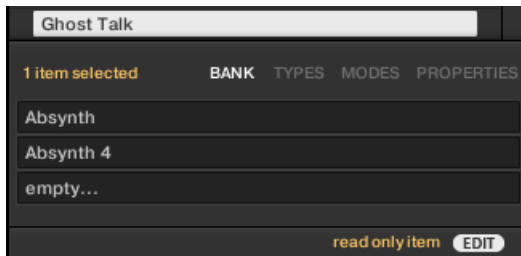 Ghost Talk
1 item selected BANK TYPES MODES PROPERTIES
Absynth
Absynth 4
empty...
read only item EDIT